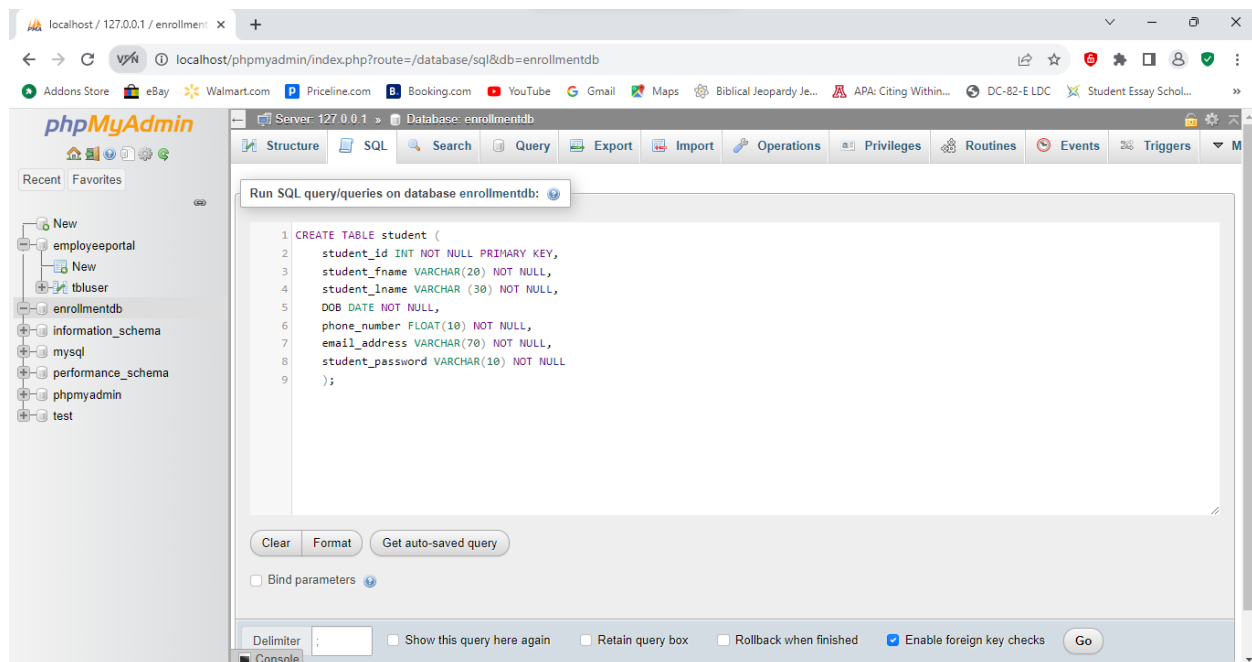 localhost / 127.0.0.1 / enrollment
localhost/phpmyadmin/index.php?route=/database/sql&db=enrollmentdb
Addons Store eBay Walmart.com Priceline.com Booking.com YouTube Gmail Maps Biblical Jeopardy Je... APA: Citing Within... DC-82-E LDC Student Essay Schol... »
phpMyAdmin
Recent Favorites
New
employeeportal
New
tbluser
enrollmentdb
information_schema
mysql
performance_schema
phpmyadmin
test
Server: 127.0.0.1 » Database: enrollmentdb
Structure SQL Search Query Export Import Operations Privileges Routines Events Triggers M
Run SQL query/queries on database enrollmentdb:
1 CREATE TABLE student (
2 student_id INT NOT NULL PRIMARY KEY,
3 student_fname VARCHAR(20) NOT NULL,
4 student_lname VARCHAR (30) NOT NULL,
5 DOB DATE NOT NULL,
6 phone_number FLOAT(10) NOT NULL,
7 email_address VARCHAR(70) NOT NULL,
8 student_password VARCHAR(10) NOT NULL
9 );
Clear Format Get auto-saved query
Bind parameters
Delimiter ; Show this query here again Retain query box Rollback when finished Enable foreign key checks Go
Console